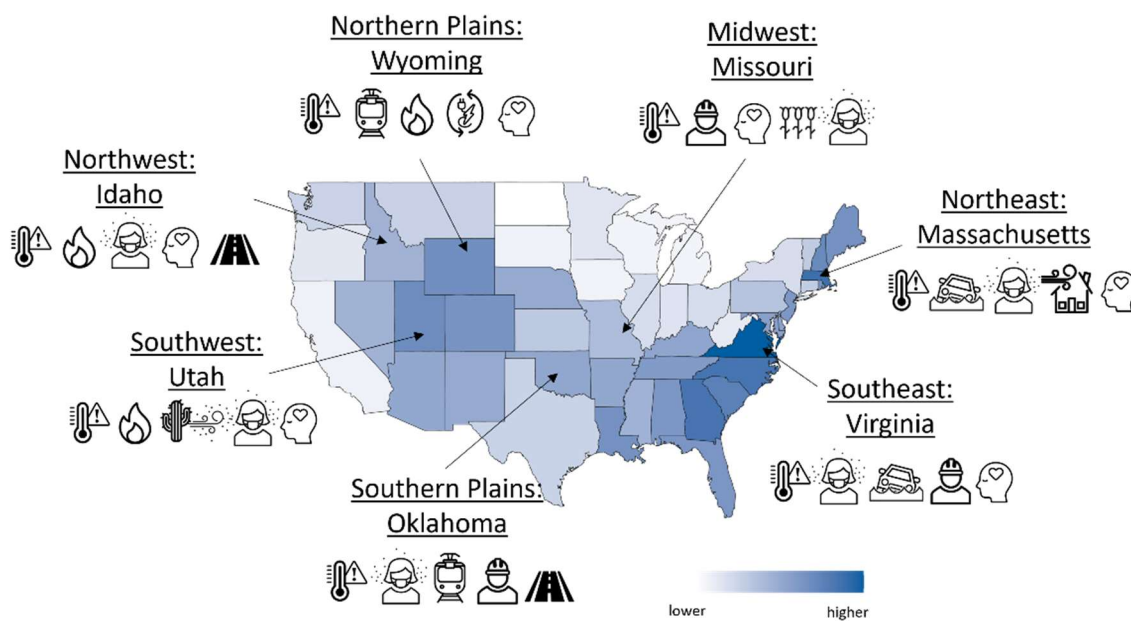 Northern Plains:
Wyoming
Midwest:
Missouri
Northwest:
Idaho
Northeast:
Massachusetts
Southwest:
Utah
Southeast:
Virginia
Southern Plains:
Oklahoma
lower
higher